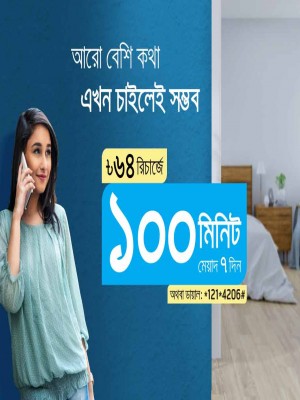 আরো বেশি কথা
এখন চাইলেই সম্ভব
৳৬৪ রিচার্জে
১০০ মিনিট
মেয়াদ ৭ দিন
অথবা ডায়াল: *121*4206#